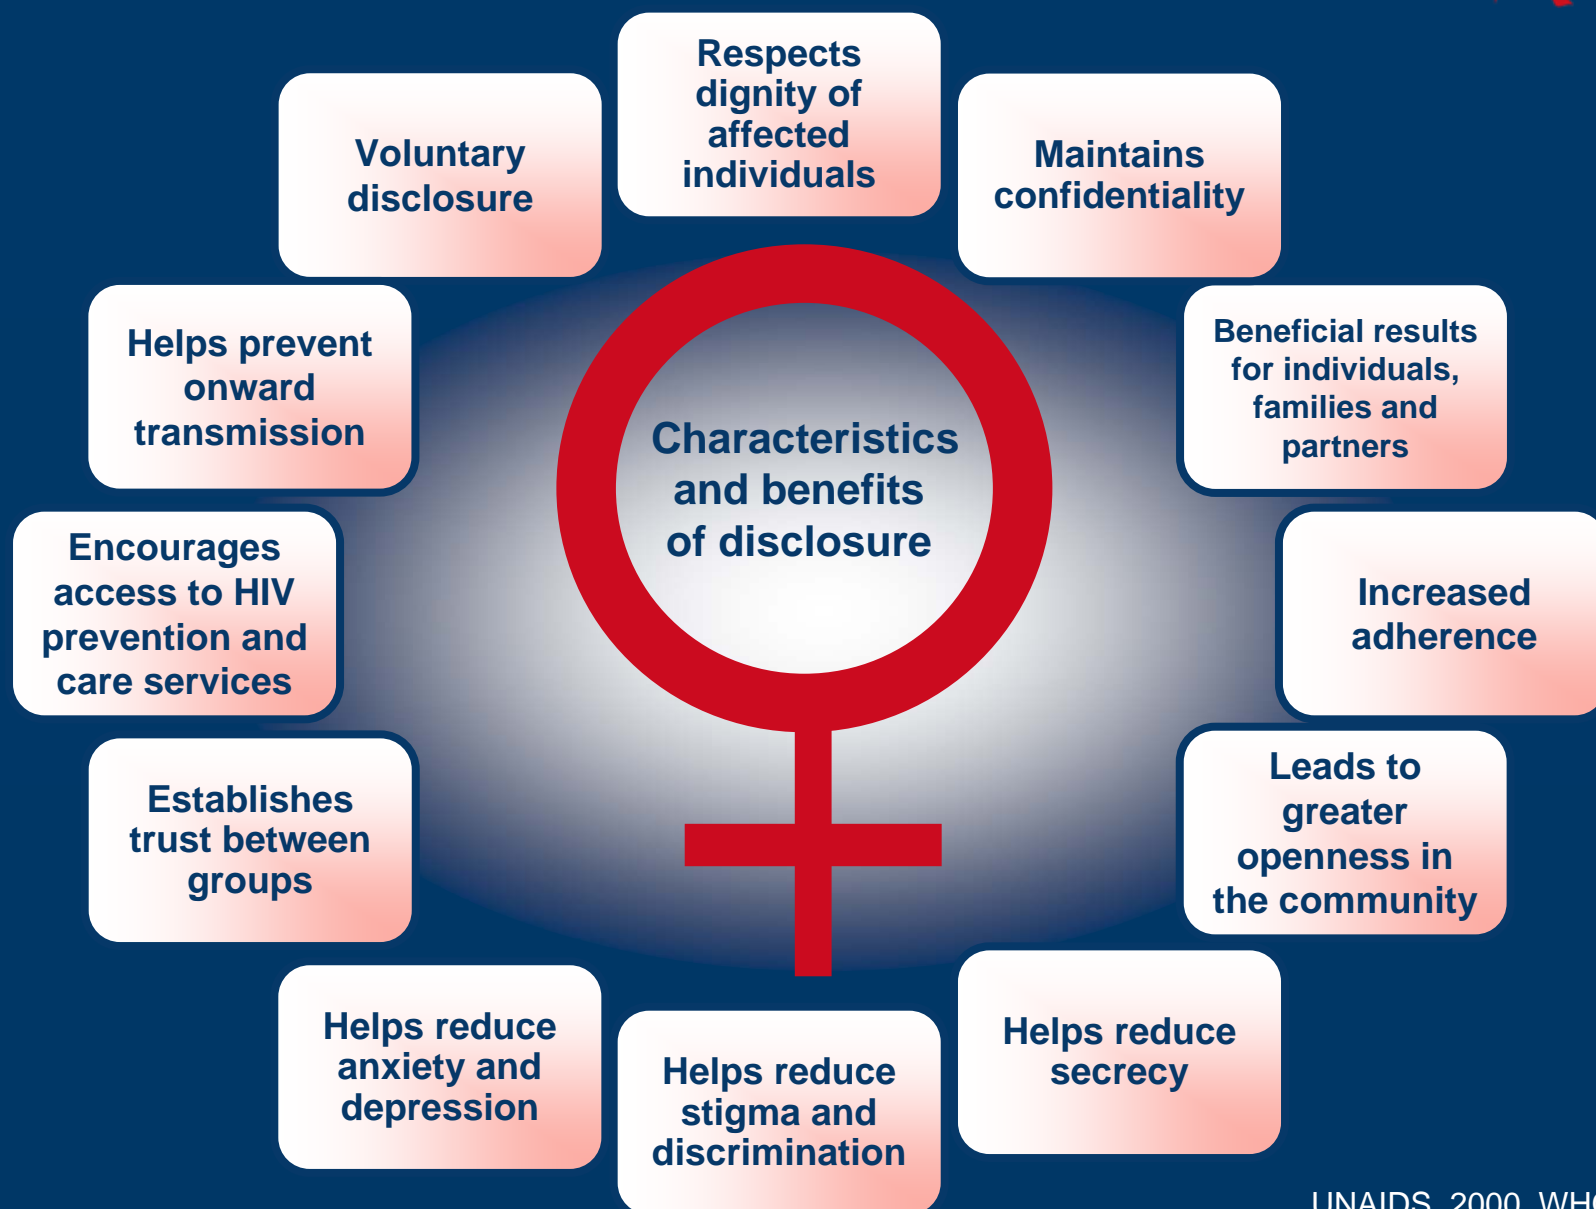 Respects
dignity of
affected
individuals
Maintains
confidentiality
Beneficial results
for individuals,
families and
partners
Increased
adherence
Leads to
greater
openness in
the community
Helps reduce
secrecy
Helps reduce
stigma and
discrimination
Helps reduce
anxiety and
depression
Establishes
trust between
groups
Encourages
access to HIV
prevention and
care services
Helps prevent
onward
transmission
Voluntary
disclosure
Characteristics
and benefits
of disclosure
UNAIDS, 2000, WHO